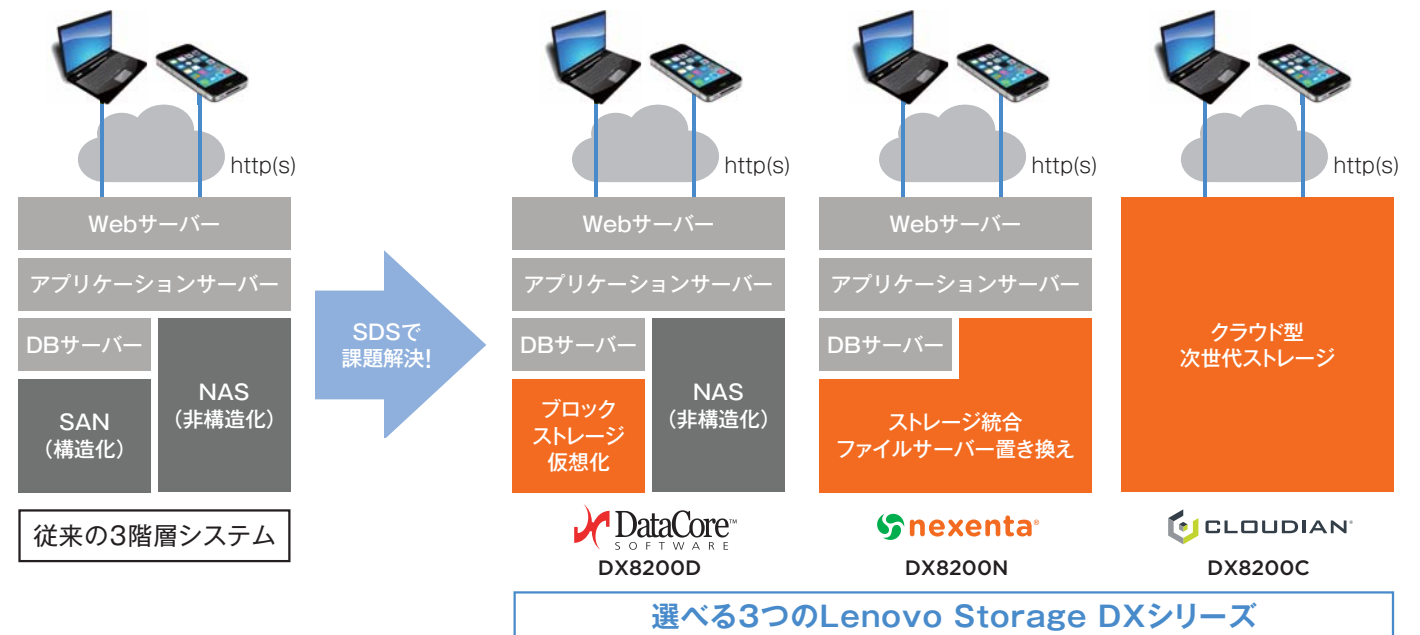 http(s)
Webサーバー
アプリケーションサーバー
DBサーバー
SAN
（構造化）
NAS
（非構造化）
従来の3階層システム
SDSで
課題解決！
http(s)
Webサーバー
アプリケーションサーバー
DBサーバー
ブロック
ストレージ
仮想化
NAS
（非構造化）
DataCore™
SOFTWARE
DX8200D
http(s)
Webサーバー
アプリケーションサーバー
DBサーバー
ストレージ統合
ファイルサーバー置き換え
nexenta®
DX8200N
http(s)
クラウド型
次世代ストレージ
CLOUDIAN®
DX8200C
選べる3つのLenovo Storage DXシリーズ